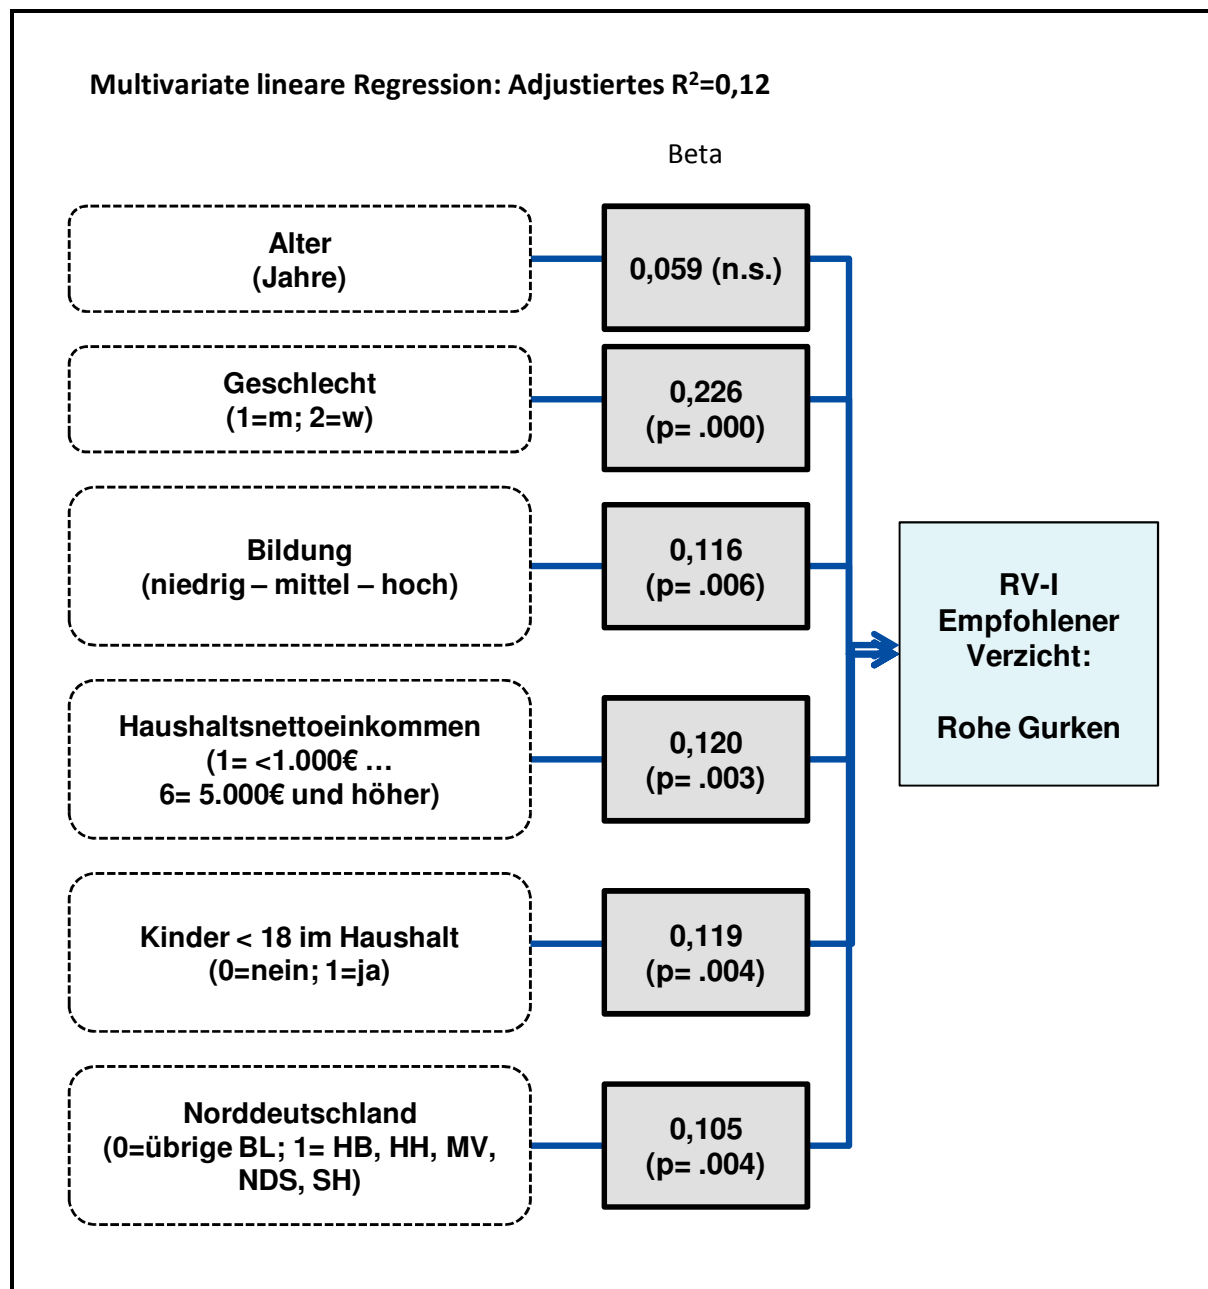 Multivariate lineare Regression: Adjustiertes R²=0,12
Beta
Alter
(Jahre)
0,059 (n.s.)
Geschlecht
(1=m; 2=w)
0,226
(p= .000)
Bildung
(niedrig – mittel – hoch)
0,116
(p= .006)
Haushaltsnettoeinkommen
(1= <1.000€ …
6= 5.000€ und höher)
0,120
(p= .003)
Kinder < 18 im Haushalt
(0=nein; 1=ja)
0,119
(p= .004)
Norddeutschland
(0=übrige BL; 1= HB, HH, MV,
NDS, SH)
0,105
(p= .004)
RV-I
Empfohlener
Verzicht:
Rohe Gurken